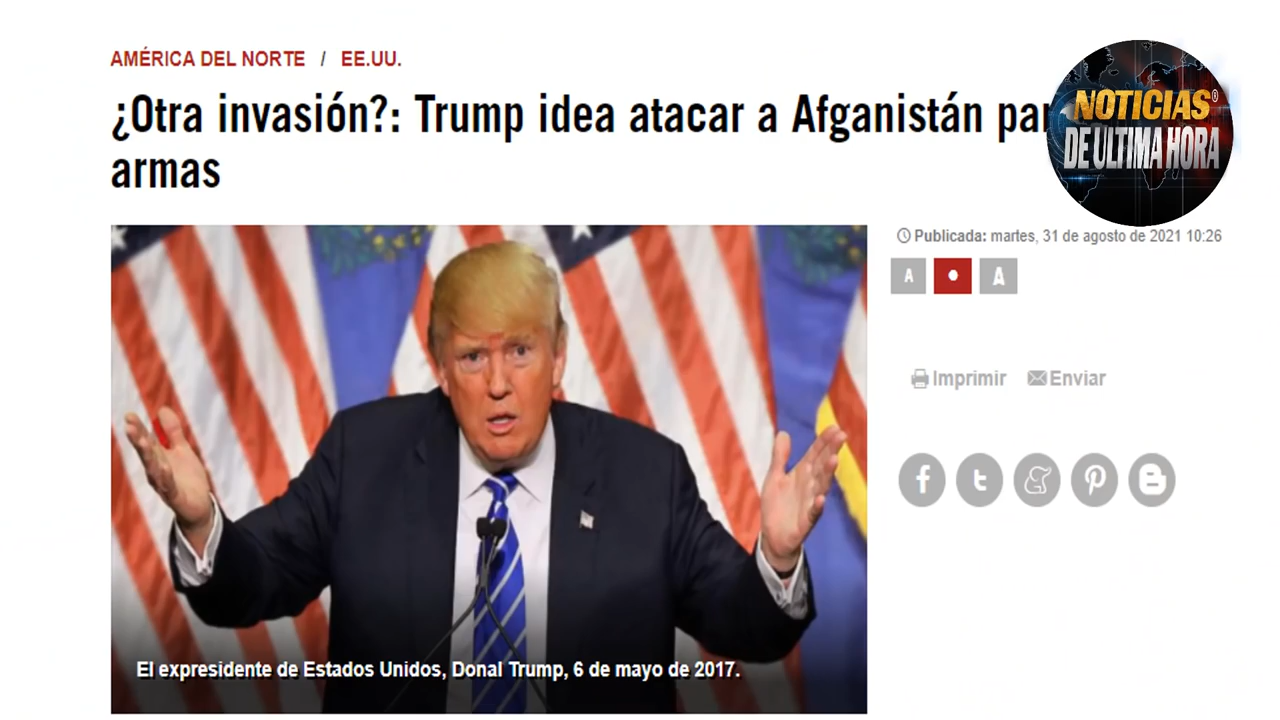 AMÉRICA DEL NORTE / EE.UU.
¿Otra invasión?: Trump idea atacar a Afganistán
armas
NOTICIAS®
DE ULTIMA HORA
Publicada: martes, 31 de agosto de 2021 10:26
A A
Imprimir Enviar
El expresidente de Estados Unidos, Donal Trump, 6 de mayo de 2017.